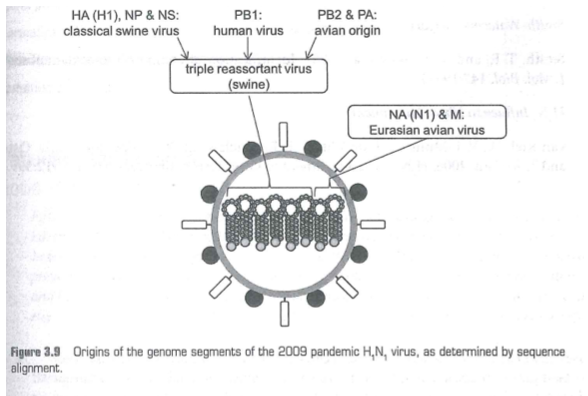 HA (H1), NP & NS:
classical swine virus
PB1:
human virus
PB2 & PA:
avian origin
triple reassortant virus
(swine)
NA (N1) & M:
Eurasian avian virus
Figure 3.9 Origins of the genome segments of the 2009 pandemic H₁N₁ virus, as determined by sequence
alignment.